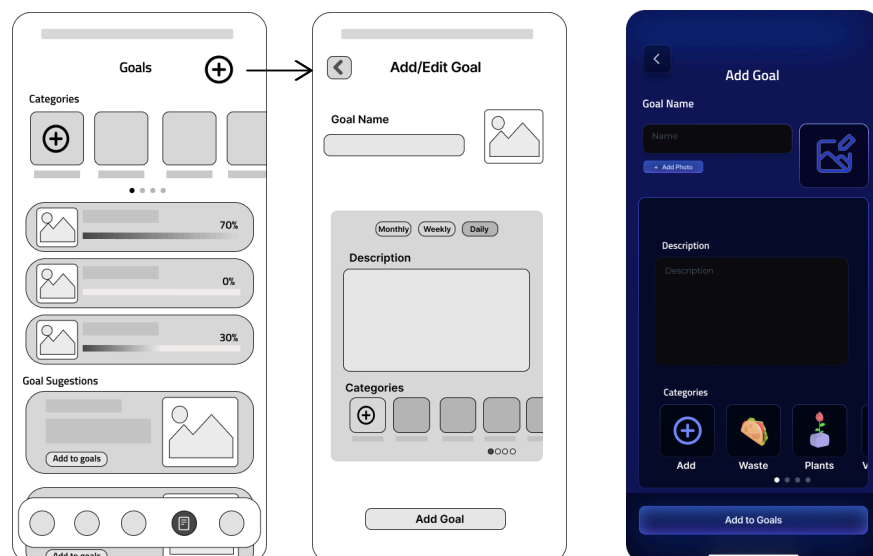 Goals
Categories
70%
0%
30%
Goal Sugestions
Add to goals
Add to goals
Add/Edit Goal
Goal Name
Monthly
Weekly
Daily
Description
Categories
Add Goal
Add Goal
Goal Name
Name
+ Add Photo
Description
Description
Categories
Add
Waste
Plants
V
Add to Goals